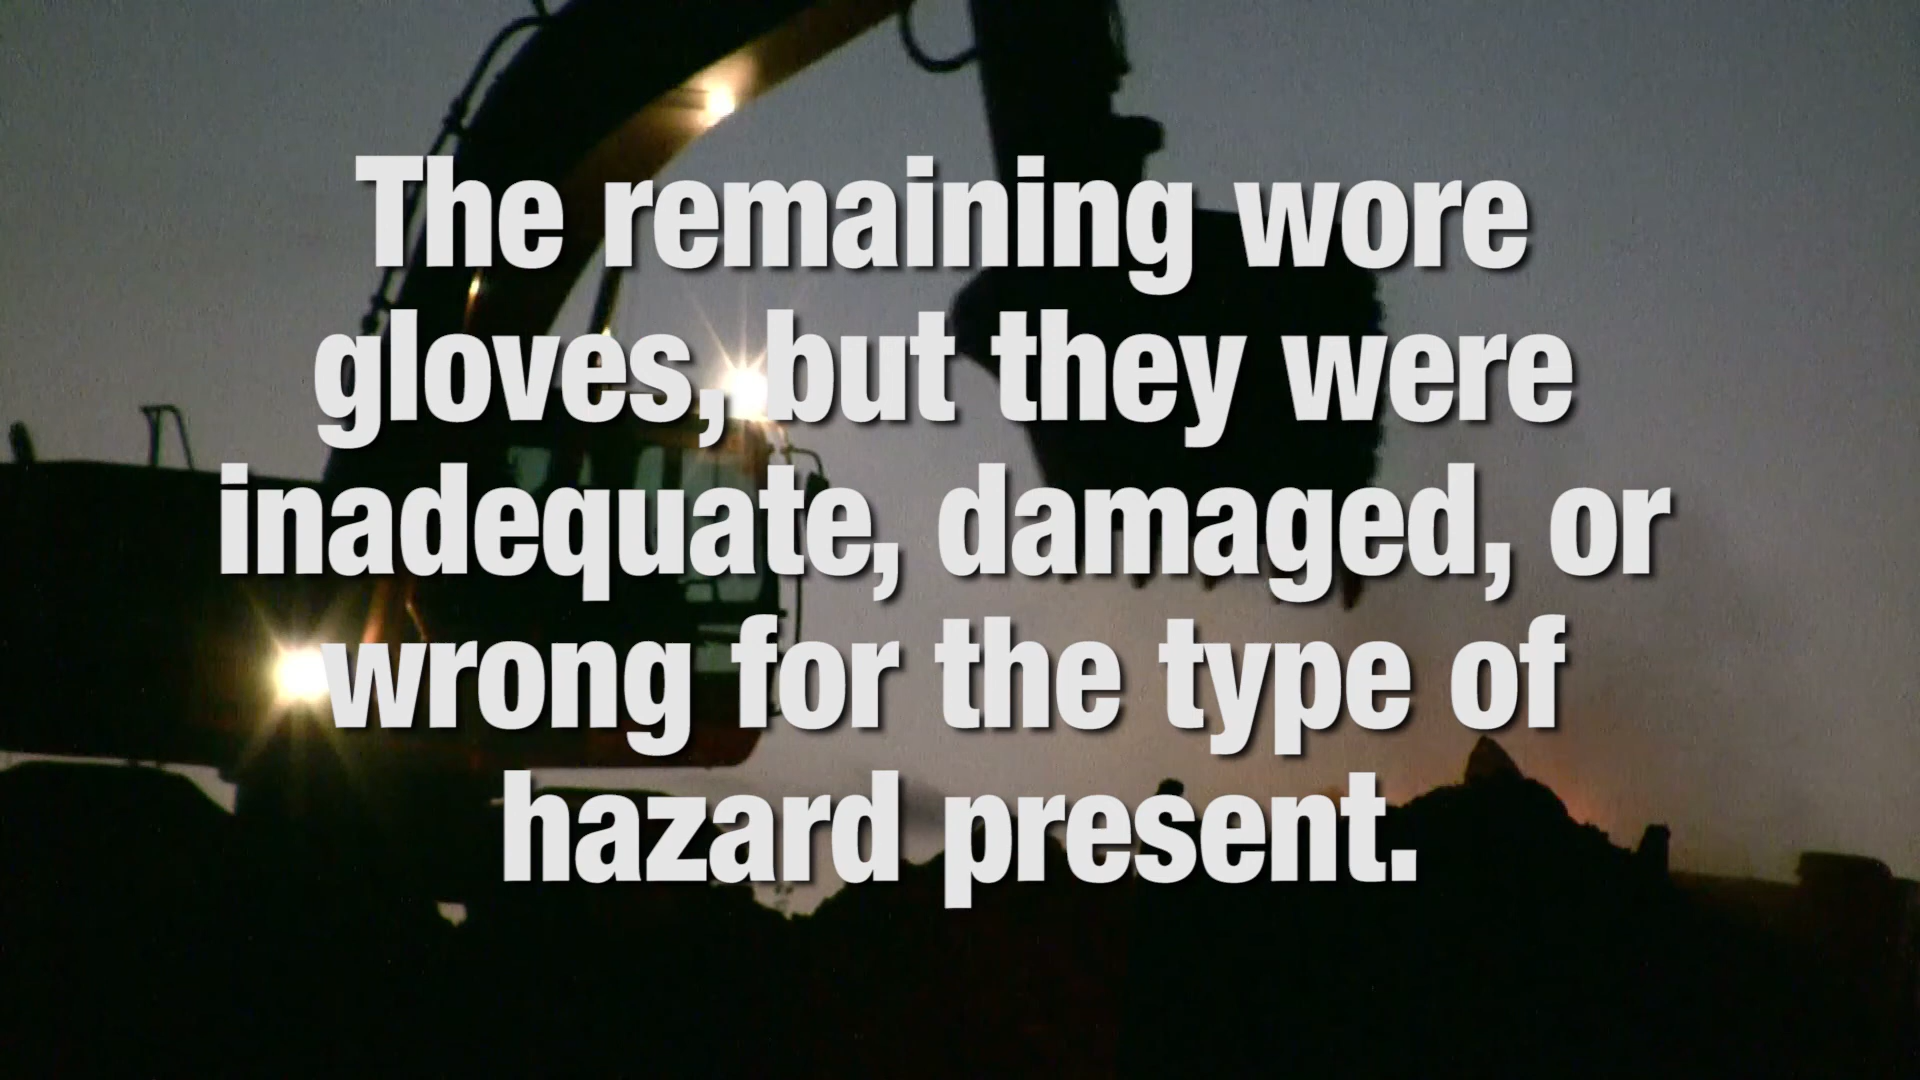 The remaining wore
gloves, but they were
inadequate, damaged, or
wrong for the type of
hazard present.